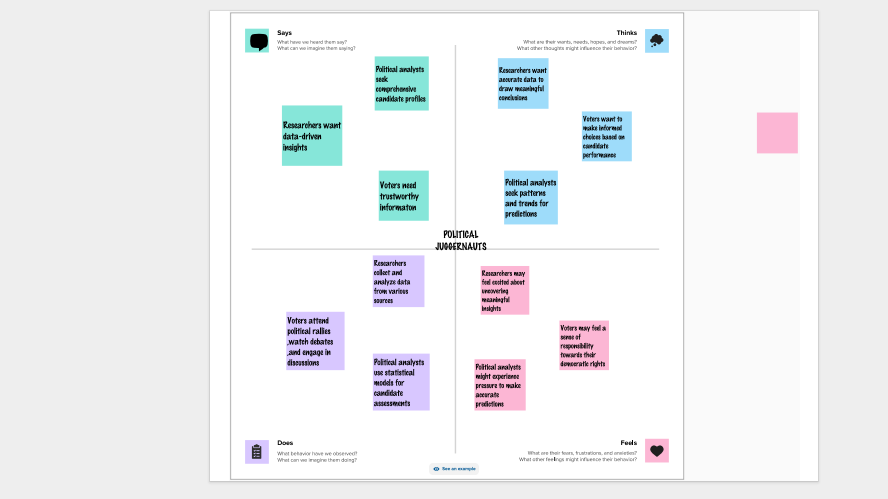 Says
What have we heard them say?
What can we imagine them saying?
Thinks
What are their wants, needs, hopes, and dreams?
What other thoughts might influence their behavior?
Political analysts
seek
comprehensive
candidate profiles
Researchers want
data-driven
insights
Voters need
trustworthy
informaton
Researchers want
accurate data to
draw meaningful
conclusions
Voters want to
make informed
choices based on
candidate
performance
Political analysts
seek patterns
and trends for
predictions
POLITICAL
JUGGERNAUTS
Researchers
collect and
analyze data
from various
sources
Voters attend
political rallies
,watch debates
,and engage in
discussions
Political analysts
use statistical
models for
candidate
assessments
Researchers may
feel excited about
uncovering
meaningful
insights
Voters may feel a
sense of
responsibility
towards their
democratic rights
Political analysts
might experience
pressure to make
accurate
predictions
Does
What behavior have we observed?
What can we imagine them doing?
Feels
What are their fears, frustrations, and anxieties?
What other feelings might influence their behavior?
See an example